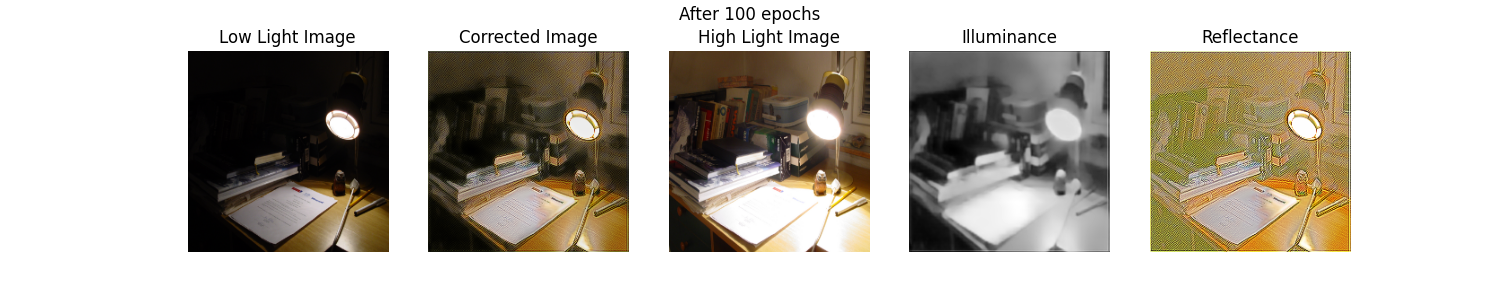 After 100 epochs
Low Light Image
Corrected Image
High Light Image
Illuminance
Reflectance